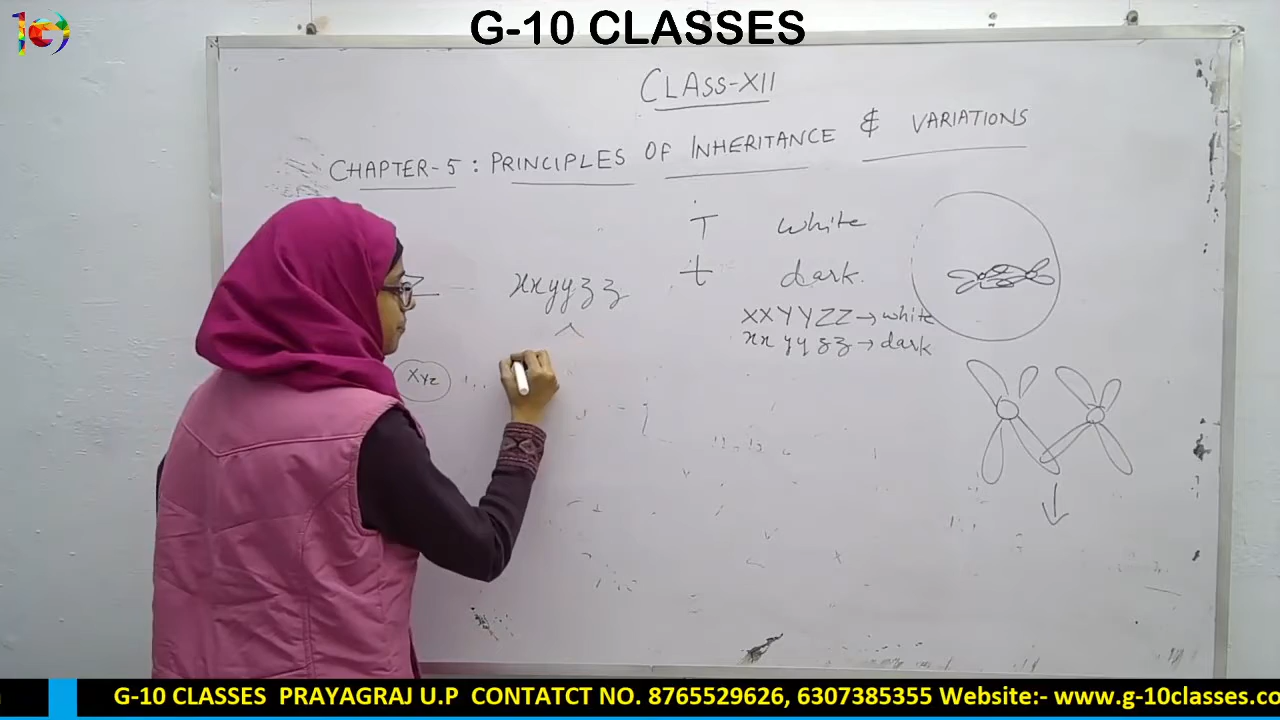 G-10 CLASSES
CLASS-XII
CHAPTER-5 : PRINCIPLES OF INHERITANCE & VARIATIONS
T white
t dark.
xxyyzz
XXYYZZ → white
xx yy zz → dark
XYZ
G-10 CLASSES PRAYAGRAJ U.P CONTATCT NO. 8765529626, 6307385355 Website:- www.g-10classes.co